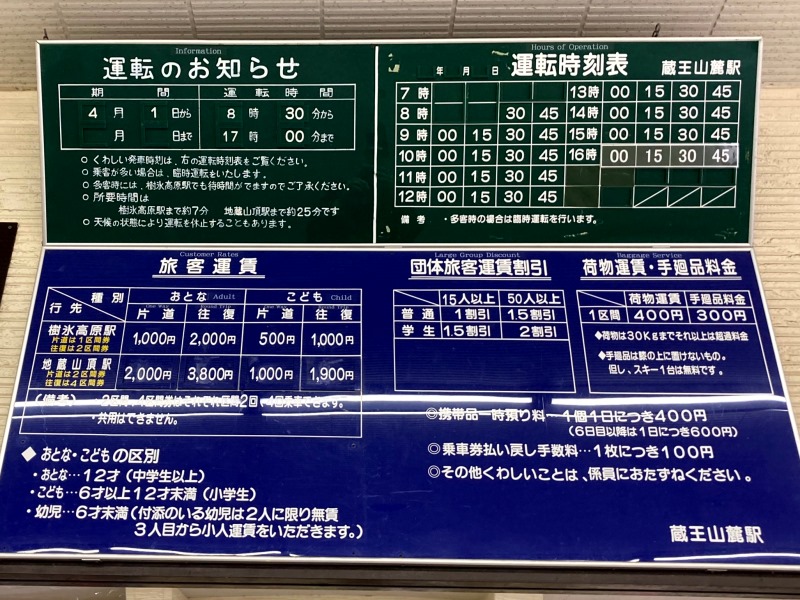 Information
運転のお知らせ
期間 運転時間
4月1日から 8時30分から
月 日まで 17時00分まで
○くわしい発車時刻は、右の運転時刻表をご覧ください。
○乗客が多い場合は、臨時運転をいたします。
○多客時には、樹氷高原駅でも待時間がでますのでご了承ください。
○所要時間は
樹氷高原駅まで約7分 地蔵山頂駅まで約25分です
○天候の状態により運転を休止することもあります。
Hours of Operation
年 月 日 運転時刻表 蔵王山麓駅
7時 13時 00 15 30 45
8時 30 45 14時 00 15 30 45
9時 00 15 30 45 15時 00 15 30 45
10時 00 15 30 45 16時 00 15 30 45
11時 00 15 30 45
12時 00 15 30 45
備考 ・多客時の場合は臨時運転を行います。
Customer Rates
旅客運賃
種別 おとな Adult こども Child
行先 片道 往復 片道 往復
One Way Round Trip One Way Round Trip
樹氷高原駅 片道は1区間券 往復は2区間券 1,000円 2,000円 500円 1,000円
地蔵山頂駅 片道は2区間券 往復は4区間券 2,000円 3,800円 1,000円 1,900円
(備考)・2区間、4区間券はそれぞれ区間2回、4回乗車できます。
・共用はできません。
◆おとな・こどもの区別
・おとな…12才(中学生以上)
・こども…6才以上12才未満(小学生)
・幼児…6才未満(付添のいる幼児は2人に限り無賃
3人目から小人運賃をいただきます。)
Large Group Discount
団体旅客運賃割引
15人以上 50人以上
普通 1割引 1.5割引
学生 1.5割引 2割引
Baggage Service
荷物運賃・手廻品料金
荷物運賃 手廻品料金
1区間 400円 300円
◆荷物は30Kgまでそれ以上は超過料金
◆手廻品は膝の上に置けないもの。
但し、スキー1台は無料です。
◎携帯品一時預り料…1個1日につき400円
(6日目以降は1日につき600円)
◎乗車券払い戻し手数料…1枚につき100円
◎その他くわしいことは、係員におたずねください。
蔵王山麓駅